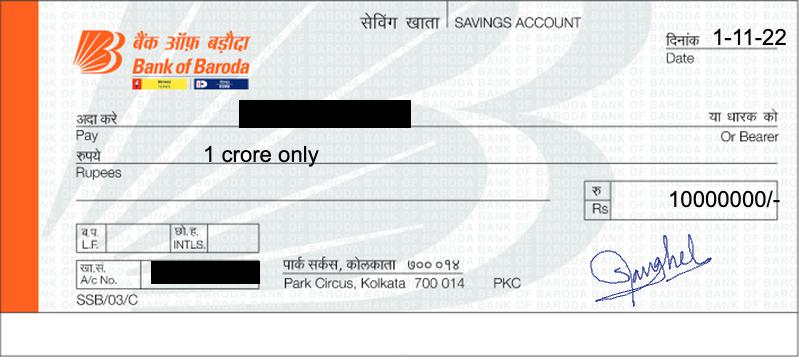 सेविंग खाता | SAVINGS ACCOUNT
दिनांक 1-11-22
Date
बैंक ऑफ़ बड़ौदा
Bank of Baroda
अदा करे या धारक को
Pay Or Bearer
रुपये 1 crore only
Rupees
रु
Rs 10000000/-
ब.प.
L.F.
छो.ह.
INTLS.
खा.सं.
A/c No.
पार्क सर्कस, कोलकाता ७०० ०१४
Park Circus, Kolkata 700 014 PKC
SSB/03/C